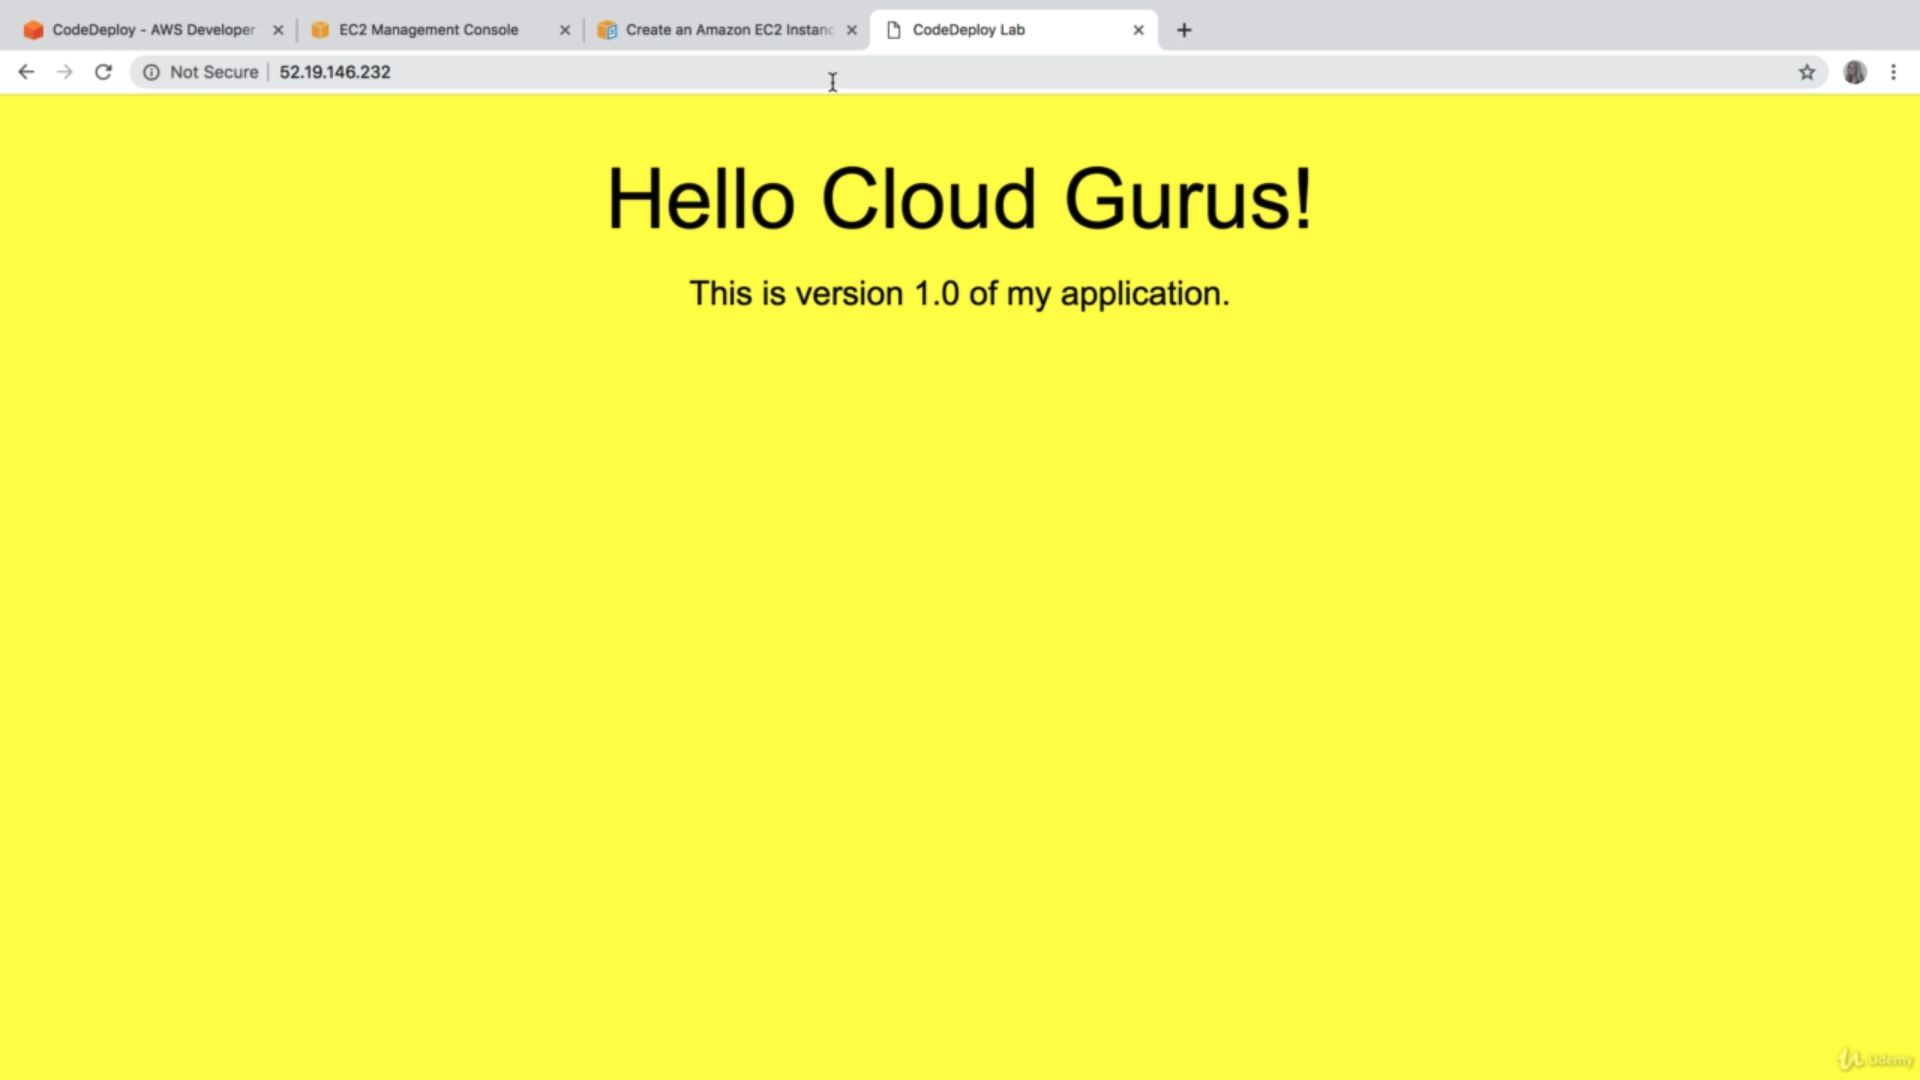 CodeDeploy - AWS Developer
EC2 Management Console
Create an Amazon EC2 Instanc
CodeDeploy Lab
Not Secure
52.19.146.232
Hello Cloud Gurus!
This is version 1.0 of my application.
Udemy